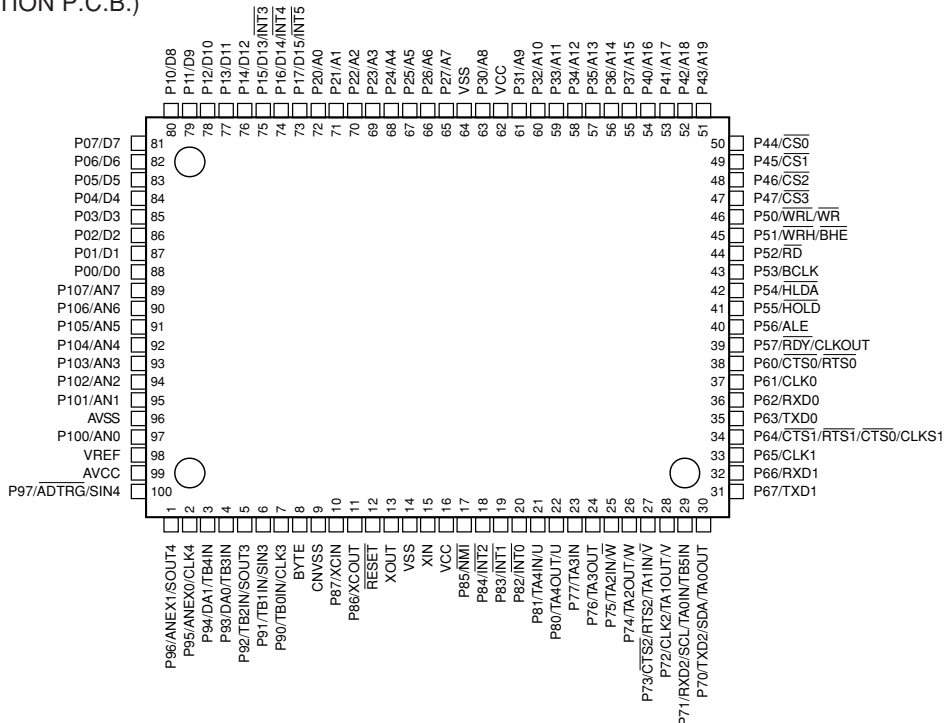 TION P.C.B.)
P10/D8
P11/D9
P12/D10
P13/D11
P14/D12
P15/D13/INT3
P16/D14/INT4
P17/D15/INT5
P20/A0
P21/A1
P22/A2
P23/A3
P24/A4
P25/A5
P26/A6
P27/A7
VSS
P30/A8
VCC
P31/A9
P32/A10
P33/A11
P34/A12
P35/A13
P36/A14
P37/A15
P40/A16
P41/A17
P42/A18
P43/A19
80 79 78 77 76 75 74 73 72 71 70 69 68 67 66 65 64 63 62 61 60 59 58 57 56 55 54 53 52 51
P07/D7 81
P06/D6 82
P05/D5 83
P04/D4 84
P03/D3 85
P02/D2 86
P01/D1 87
P00/D0 88
P107/AN7 89
P106/AN6 90
P105/AN5 91
P104/AN4 92
P103/AN3 93
P102/AN2 94
P101/AN1 95
AVSS 96
P100/AN0 97
VREF 98
AVCC 99
P97/ADTRG/SIN4 100
50 P44/CS0
49 P45/CS1
48 P46/CS2
47 P47/CS3
46 P50/WRL/WR
45 P51/WRH/BHE
44 P52/RD
43 P53/BCLK
42 P54/HLDA
41 P55/HOLD
40 P56/ALE
39 P57/RDY/CLKOUT
38 P60/CTS0/RTS0
37 P61/CLK0
36 P62/RXD0
35 P63/TXD0
34 P64/CTS1/RTS1/CTS0/CLKS1
33 P65/CLK1
32 P66/RXD1
31 P67/TXD1
1 2 3 4 5 6 7 8 9 10 11 12 13 14 15 16 17 18 19 20 21 22 23 24 25 26 27 28 29 30
P96/ANEX1/SOUT4
P95/ANEX0/CLK4
P94/DA1/TB4IN
P93/DA0/TB3IN
P92/TB2IN/SOUT3
P91/TB1IN/SIN3
P90/TB0IN/CLK3
BYTE
CNVSS
P87/XCIN
P86/XCOUT
RESET
XOUT
VSS
XIN
VCC
P85/NMI
P84/INT2
P83/INT1
P82/INT0
P81/TA4IN/U
P80/TA4OUT/U
P77/TA3IN
P76/TA3OUT
P75/TA2IN/W
P74/TA2OUT/W
P73/CTS2/RTS2/TA1IN/V
P72/CLK2/TA1OUT/V
P71/RXD2/SCL/TA0IN/TB5IN
P70/TXD2/SDA/TA0OUT